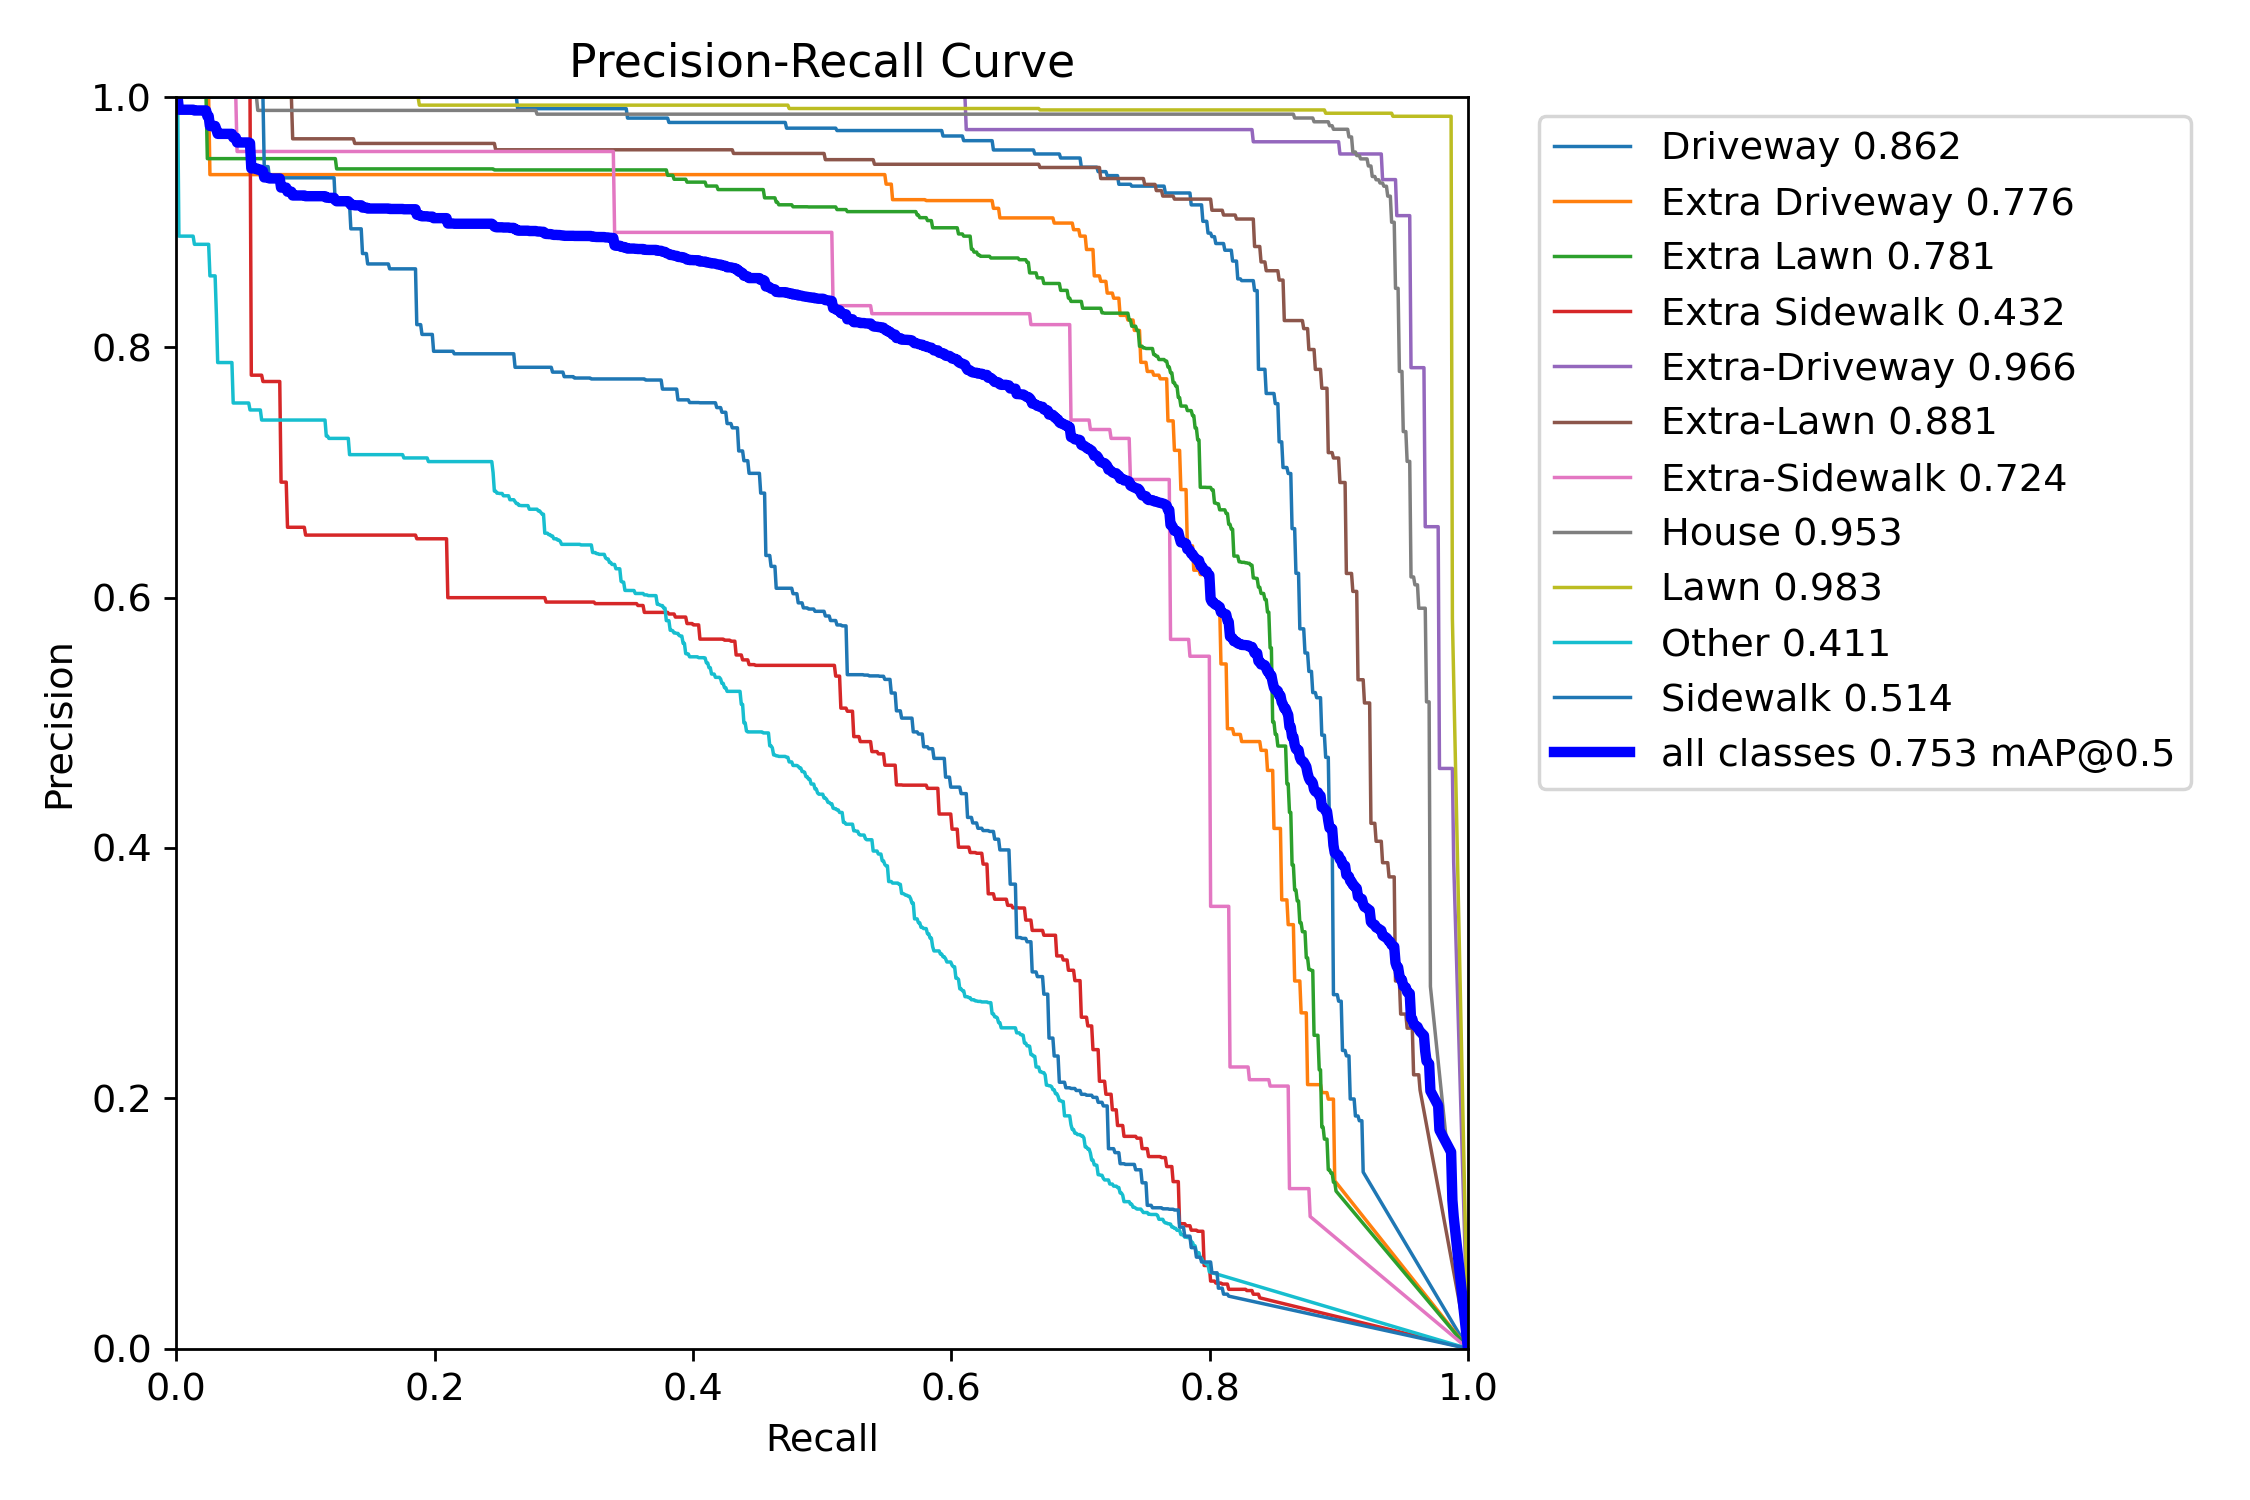 Precision-Recall Curve
1.0
0.8
0.6
0.4
0.2
0.0
Precision
0.0 0.2 0.4 0.6 0.8 1.0
Recall
Driveway 0.862
Extra Driveway 0.776
Extra Lawn 0.781
Extra Sidewalk 0.432
Extra-Driveway 0.966
Extra-Lawn 0.881
Extra-Sidewalk 0.724
House 0.953
Lawn 0.983
Other 0.411
Sidewalk 0.514
all classes 0.753 mAP@0.5